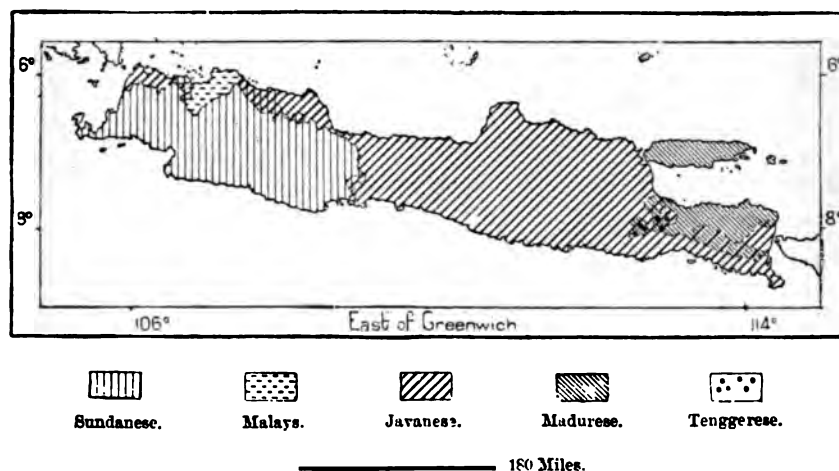 6° 6°
8° 8°
106° East of Greenwich 114°
Sundanese. Malays. Javanese. Madurese. Tenggerese.
180 Miles.